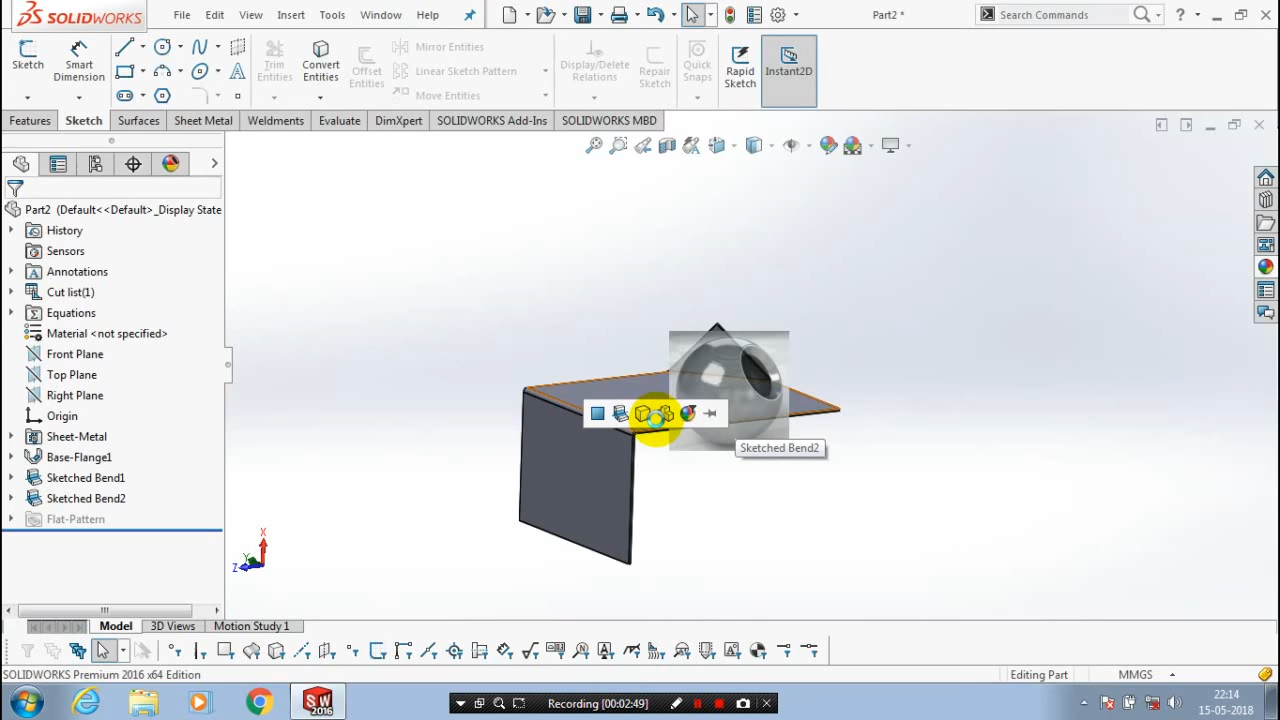 SOLIDWORKS File Edit View Insert Tools Window Help Part2 * Search Commands ?
Sketch Smart Dimension Trim Entities Convert Entities Offset Entities Mirror Entities Linear Sketch Pattern Move Entities Display/Delete Relations Repair Sketch Quick Snaps Rapid Sketch Instant2D
Features Sketch Surfaces Sheet Metal Weldments Evaluate DimXpert SOLIDWORKS Add-Ins SOLIDWORKS MBD
Part2 (Default<<Default>_Display State
History
Sensors
Annotations
Cut list(1)
Equations
Material <not specified>
Front Plane
Top Plane
Right Plane
Origin
Sheet-Metal
Base-Flange1
Sketched Bend1
Sketched Bend2
Flat-Pattern
Sketched Bend2
X
Y
Z
Model 3D Views Motion Study 1
SOLIDWORKS Premium 2016 x64 Edition Editing Part MMGS
SW 2016
Recording [00:02:49]
22:14
15-05-2018